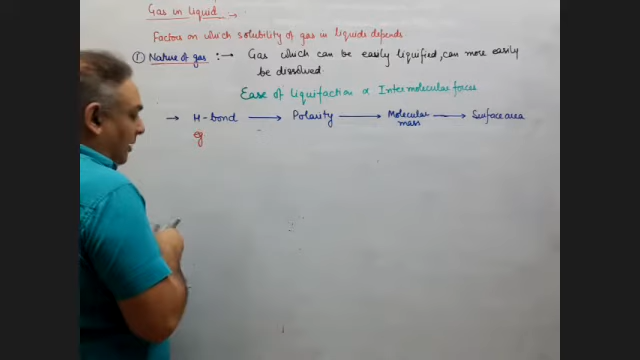 Gas in liquid →
Factors on which solubility of gas in liquids depends
① Nature of gas :→ Gas which can be easily liquified, can more easily
be dissolved.
Ease of liquifaction ∝ Intermolecular forces
→ H-bond → Polarity → Molecular mass → Surface area
eg